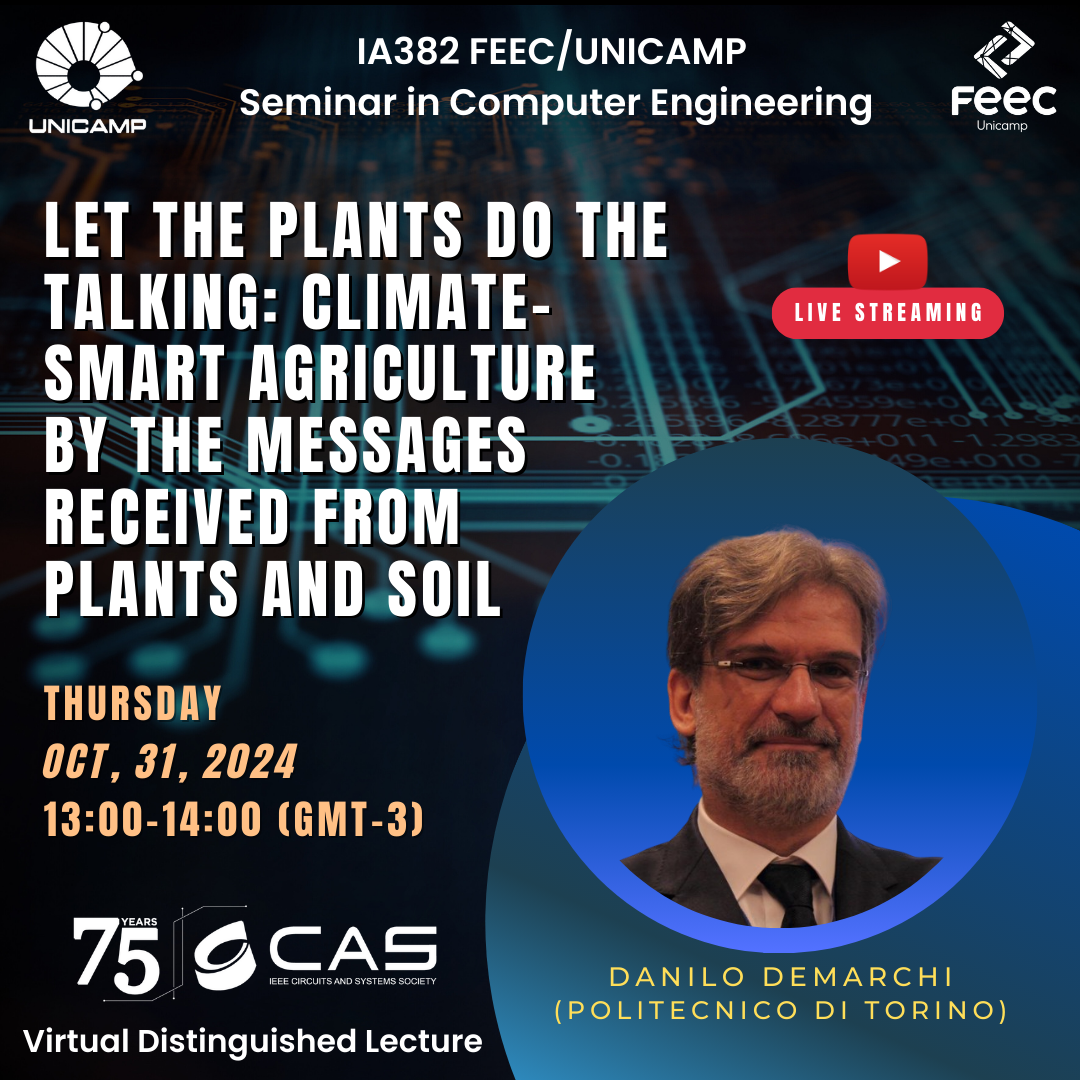 UNICAMP
IA382 FEEC/UNICAMP
Seminar in Computer Engineering
FEEC
Unicamp
LET THE PLANTS DO THE
TALKING: CLIMATE-
SMART AGRICULTURE
BY THE MESSAGES
RECEIVED FROM
PLANTS AND SOIL
LIVE STREAMING
THURSDAY
OCT, 31, 2024
13:00-14:00 (GMT-3)
75 YEARS
CAS
IEEE CIRCUITS AND SYSTEMS SOCIETY
Virtual Distinguished Lecture
DANILO DEMARCHI
(POLITECNICO DI TORINO)